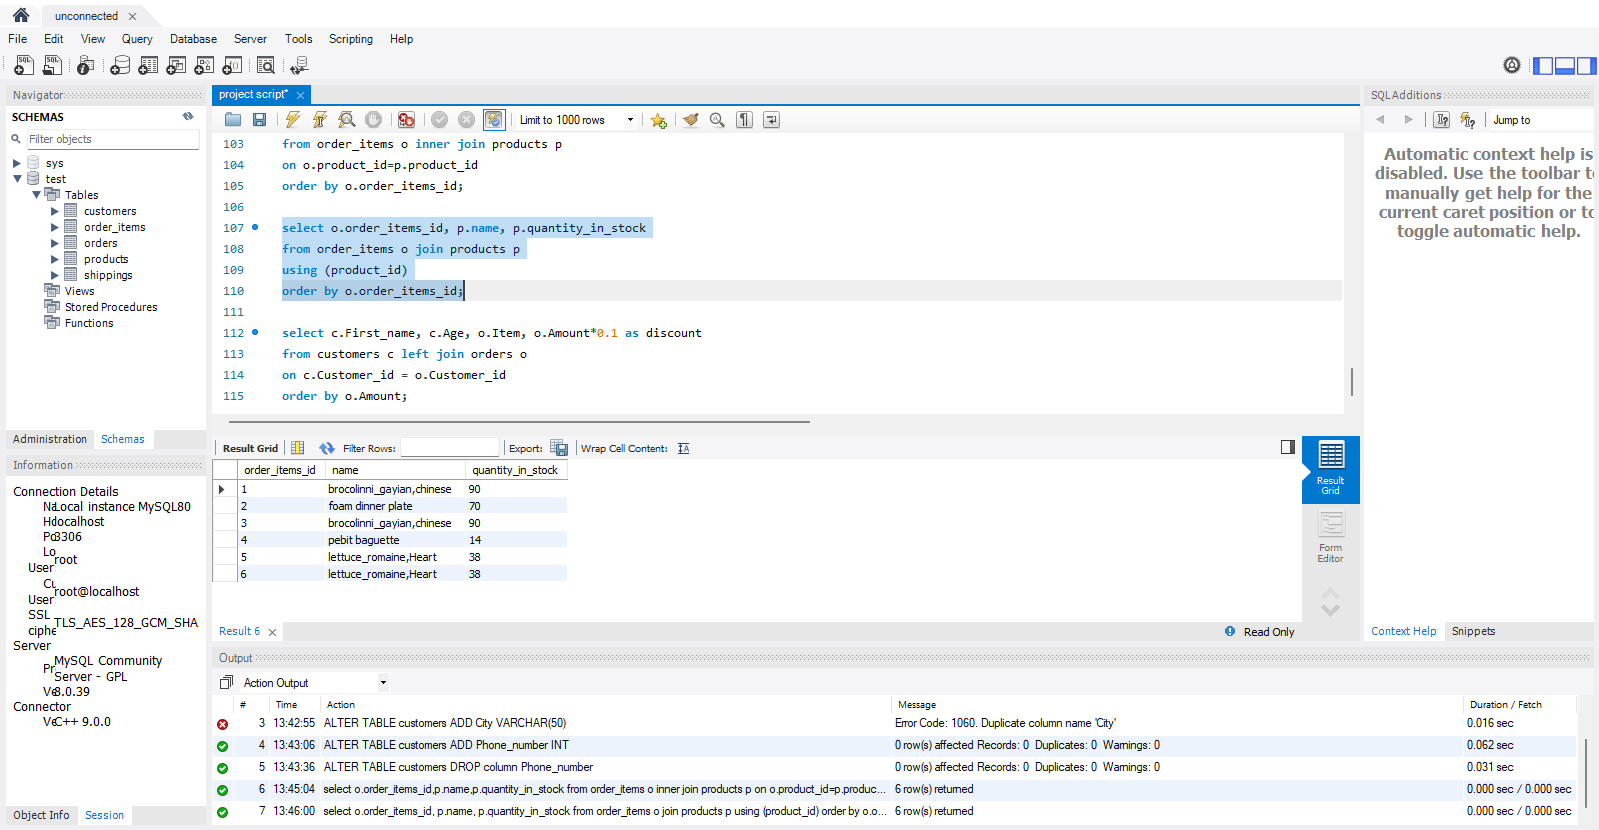 unconnected
File Edit View Query Database Server Tools Scripting Help
Navigator
SCHEMAS
Filter objects
sys
test
Tables
customers
order_items
orders
products
shippings
Views
Stored Procedures
Functions
Administration Schemas
Information
Connection Details
Local instance MySQL80
localhost
3306
Lo
root
User
root@localhost
User
SSL
TLS_AES_128_GCM_SHA
ciphe
Server
MySQL Community
Server - GPL
8.0.39
Connector
C++ 9.0.0
Object Info Session
project script*
Limit to 1000 rows
103 from order_items o inner join products p
104 on o.product_id=p.product_id
105 order by o.order_items_id;
106
107 select o.order_items_id, p.name, p.quantity_in_stock
108 from order_items o join products p
109 using (product_id)
110 order by o.order_items_id;
111
112 select c.First_name, c.Age, o.Item, o.Amount*0.1 as discount
113 from customers c left join orders o
114 on c.Customer_id = o.Customer_id
115 order by o.Amount;
Result Grid Filter Rows: Export: Wrap Cell Content:
order_items_id name quantity_in_stock
1 brocolinni_gayian,chinese 90
2 foam dinner plate 70
3 brocolinni_gayian,chinese 90
4 pebit baguette 14
5 lettuce_romaine,Heart 38
6 lettuce_romaine,Heart 38
Result
Grid
Form
Editor
Result 6
Read Only
SQLAdditions
Jump to
Automatic context help is
disabled. Use the toolbar t
manually get help for the
current caret position or to
toggle automatic help.
Context Help Snippets
Output
Action Output
# Time Action Message Duration / Fetch
3 13:42:55 ALTER TABLE customers ADD City VARCHAR(50) Error Code: 1060. Duplicate column name 'City' 0.016 sec
4 13:43:06 ALTER TABLE customers ADD Phone_number INT 0 row(s) affected Records: 0 Duplicates: 0 Warnings: 0 0.062 sec
5 13:43:36 ALTER TABLE customers DROP column Phone_number 0 row(s) affected Records: 0 Duplicates: 0 Warnings: 0 0.031 sec
6 13:45:04 select o.order_items_id,p.name,p.quantity_in_stock from order_items o inner join products p on o.product_id=p.produc... 6 row(s) returned 0.000 sec / 0.000 sec
7 13:46:00 select o.order_items_id, p.name, p.quantity_in_stock from order_items o join products p using (product_id) order by o.o... 6 row(s) returned 0.000 sec / 0.000 sec